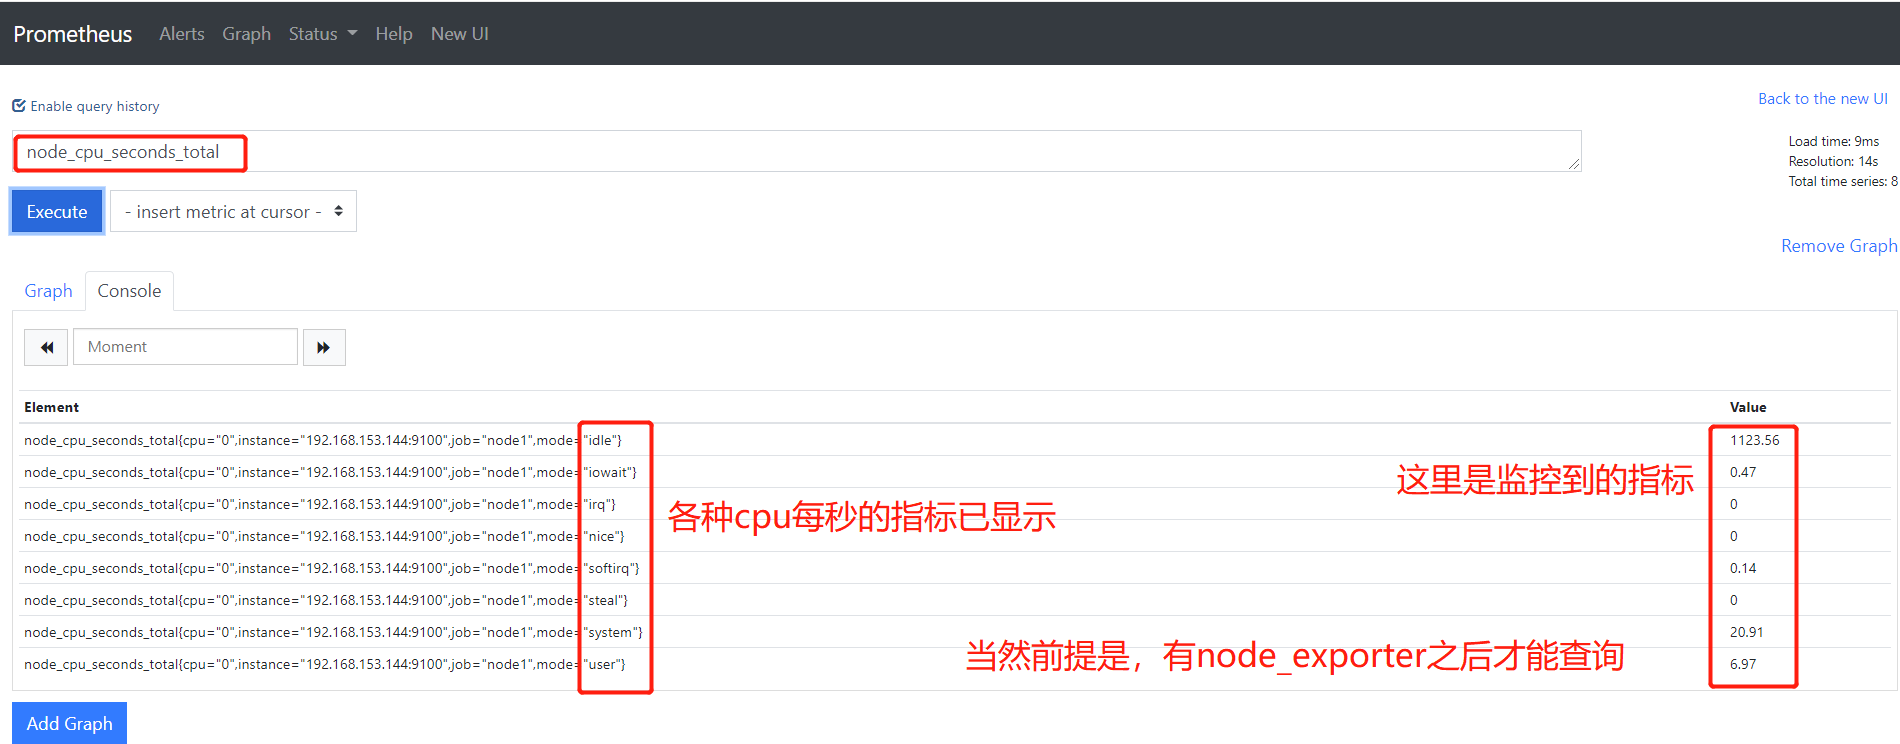 Prometheus Alerts Graph Status Help New UI
Enable query history
Back to the new UI
node_cpu_seconds_total
Load time: 9ms
Resolution: 14s
Total time series: 8
Execute - insert metric at cursor -
Remove Graph
Graph Console
Moment
Element Value
node_cpu_seconds_total{cpu="0",instance="192.168.153.144:9100",job="node1",mode="idle"} 1123.56
node_cpu_seconds_total{cpu="0",instance="192.168.153.144:9100",job="node1",mode="iowait"} 0.47
这里是监控到的指标
node_cpu_seconds_total{cpu="0",instance="192.168.153.144:9100",job="node1",mode="irq"} 0
各种cpu每秒的指标已显示
node_cpu_seconds_total{cpu="0",instance="192.168.153.144:9100",job="node1",mode="nice"} 0
node_cpu_seconds_total{cpu="0",instance="192.168.153.144:9100",job="node1",mode="softirq"} 0.14
node_cpu_seconds_total{cpu="0",instance="192.168.153.144:9100",job="node1",mode="steal"} 0
node_cpu_seconds_total{cpu="0",instance="192.168.153.144:9100",job="node1",mode="system"} 20.91
当然前提是，有node_exporter之后才能查询
node_cpu_seconds_total{cpu="0",instance="192.168.153.144:9100",job="node1",mode="user"} 6.97
Add Graph